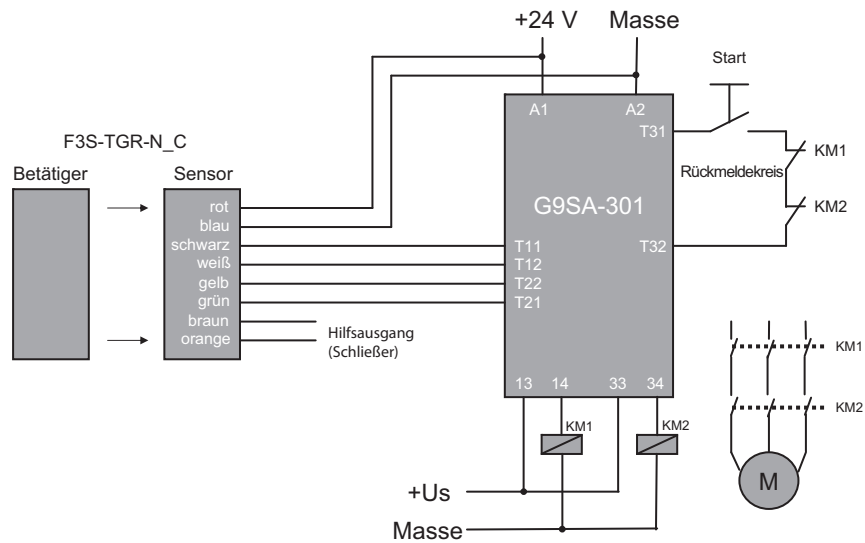 +24 V
Masse
Start
A1
A2
T31
KM1
Rückmeldekreis
KM2
F3S-TGR-N_C
Betätiger
Sensor
G9SA-301
rot
blau
schwarz
T11
T32
weiß
T12
gelb
T22
grün
T21
braun
orange
Hilfsausgang
(Schließer)
13
14
33
34
KM1
KM2
KM1
KM2
M
+Us
Masse